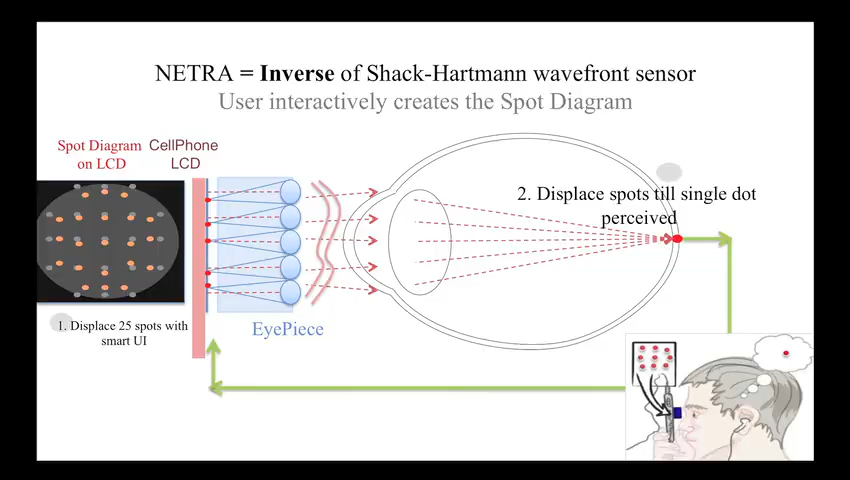 NETRA = Inverse of Shack-Hartmann wavefront sensor
User interactively creates the Spot Diagram
Spot Diagram
on LCD
CellPhone
LCD
2. Displace spots till single dot
perceived
1. Displace 25 spots with
smart UI
EyePiece